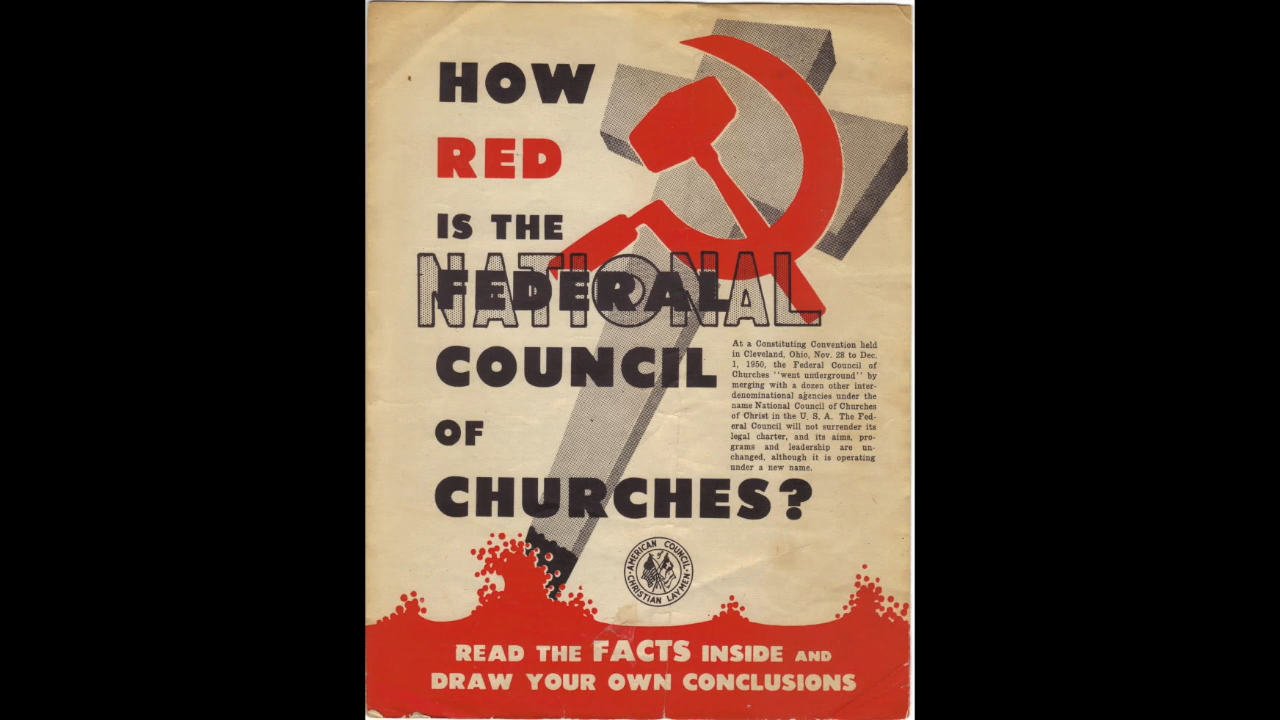 HOW
RED
IS THE
NATIONAL
FEDERAL
COUNCIL
OF
CHURCHES?
At a Constituting Convention held
in Cleveland, Ohio, Nov. 28 to Dec.
1, 1950, the Federal Council of
Churches "went underground" by
merging with a dozen other inter-
denominational agencies under the
name National Council of Churches
of Christ in the U. S. A. The Fed-
eral Council will not surrender its
legal charter, and its aims, pro-
grams and leadership are un-
changed, although it is operating
under a new name.
AMERICAN COUNCIL
CHRISTIAN LAYMEN
READ THE FACTS INSIDE AND
DRAW YOUR OWN CONCLUSIONS